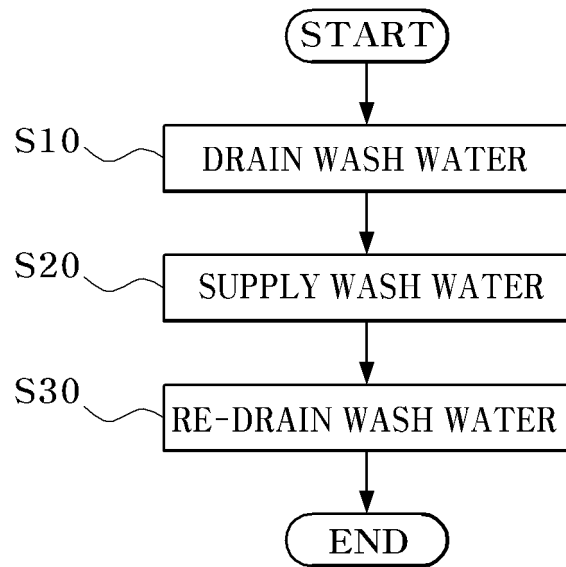 START
S10
DRAIN WASH WATER
S20
SUPPLY WASH WATER
S30
RE-DRAIN WASH WATER
END